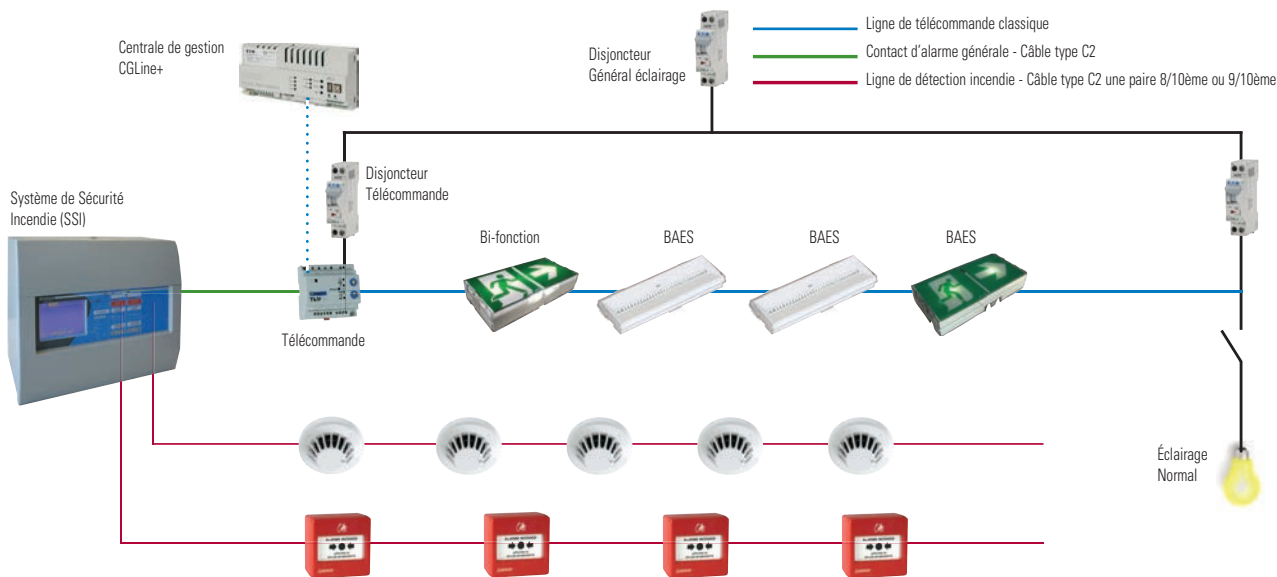 Centrale de gestion
CGLine+
Disjoncteur
Général éclairage
Ligne de télécommande classique
Contact d'alarme générale - Câble type C2
Ligne de détection incendie - Câble type C2 une paire 8/10ème ou 9/10ème
Disjoncteur
Télécommande
Système de Sécurité
Incendie (SSI)
Bi-fonction
BAES
BAES
BAES
Télécommande
Éclairage
Normal